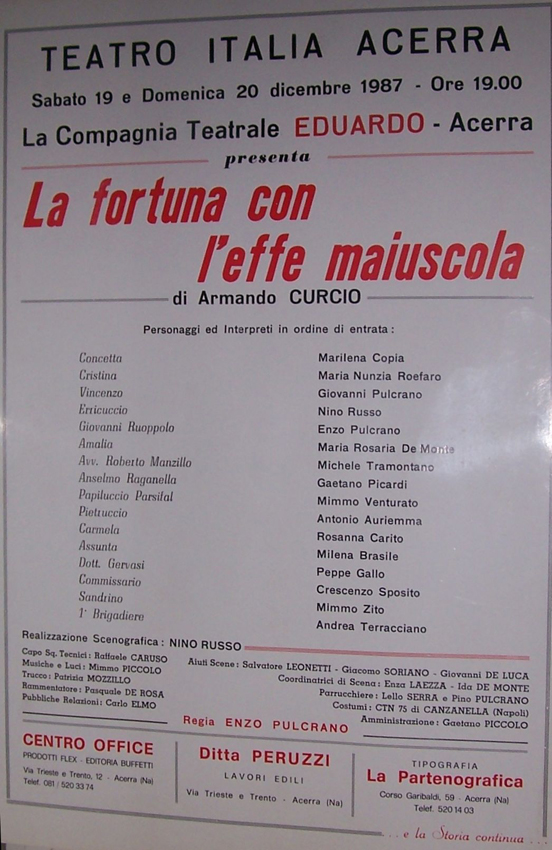 TEATRO ITALIA ACERRA
Sabato 19 e Domenica 20 dicembre 1987 - Ore 19.00
La Compagnia Teatrale EDUARDO - Acerra
presenta
La fortuna con
l'effe maiuscola
di Armando CURCIO
Personaggi ed Interpreti in ordine di entrata :
Concetta Marilena Copia
Cristina Maria Nunzia Roefaro
Vincenzo Giovanni Pulcrano
Erricuccio Nino Russo
Giovanni Ruoppolo Enzo Pulcrano
Amalia Maria Rosaria De Monte
Avv. Roberto Manzillo Michele Tramontano
Anselmo Raganella Gaetano Picardi
Papiluccio Parsifal Mimmo Venturato
Pietruccio Antonio Auriemma
Carmela Rosanna Carito
Assunta Milena Brasile
Dott. Gervasi Peppe Gallo
Commissario Crescenzo Sposito
Sandrino Mimmo Zito
1° Brigadiere Andrea Terracciano
Realizzazione Scenografica : NINO RUSSO
Capo Sq. Tecnici : Raffaele CARUSO
Musiche e Luci : Mimmo PICCOLO
Trucco : Patrizia MOZZILLO
Rammentatore : Pasquale DE ROSA
Pubbliche Relazioni : Carlo ELMO
Aiuti Scene : Salvatore LEONETTI - Giacomo SORIANO - Giovanni DE LUCA
Coordinatrici di Scena : Enza LAEZZA - Ida DE MONTE
Parrucchiere : Lello SERRA e Pino PULCRANO
Costumi : CTN 75 di CANZANELLA (Napoli)
Amministrazione : Gaetano PICCOLO
Regia ENZO PULCRANO
CENTRO OFFICE
PRODOTTI FLEX - EDITORIA BUFFETTI
Via Trieste e Trento, 12 - Acerra (Na)
Telef. 081 / 520 33 74
Ditta PERUZZI
LAVORI EDILI
Via Trieste e Trento - Acerra (Na)
TIPOGRAFIA
La Partenografica
Corso Garibaldi, 59 - Acerra (Na)
Telef. 520 14 03
... e la Storia continua ...